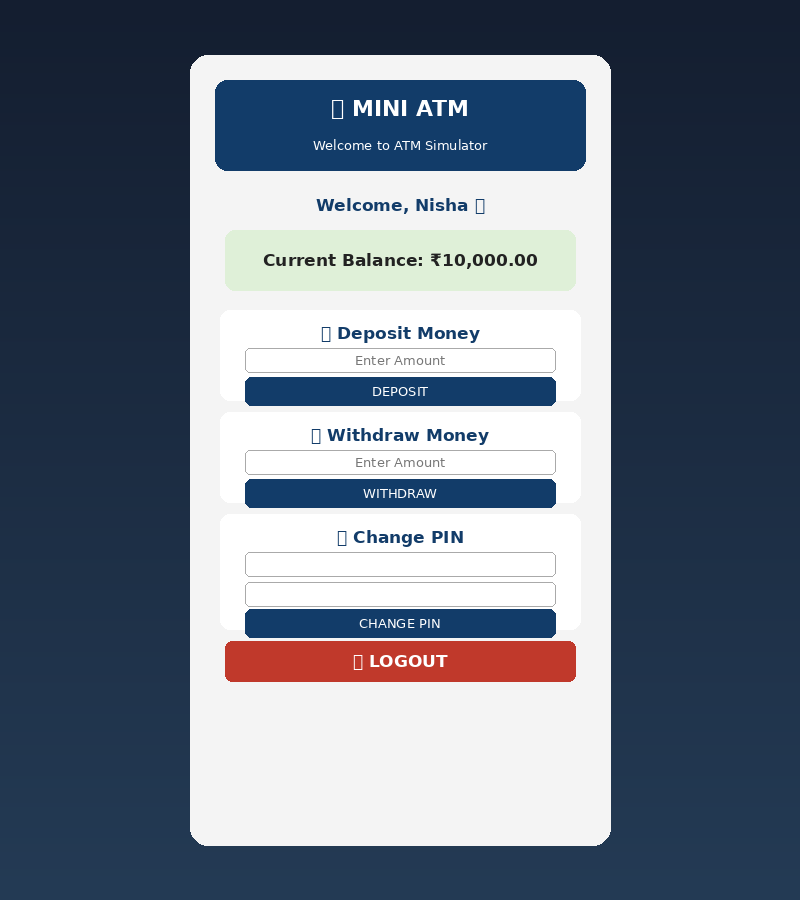 MINI ATM
Welcome to ATM Simulator
Welcome, Nisha
Current Balance: ₹10,000.00
Deposit Money
Enter Amount
DEPOSIT
Withdraw Money
Enter Amount
WITHDRAW
Change PIN
CHANGE PIN
LOGOUT